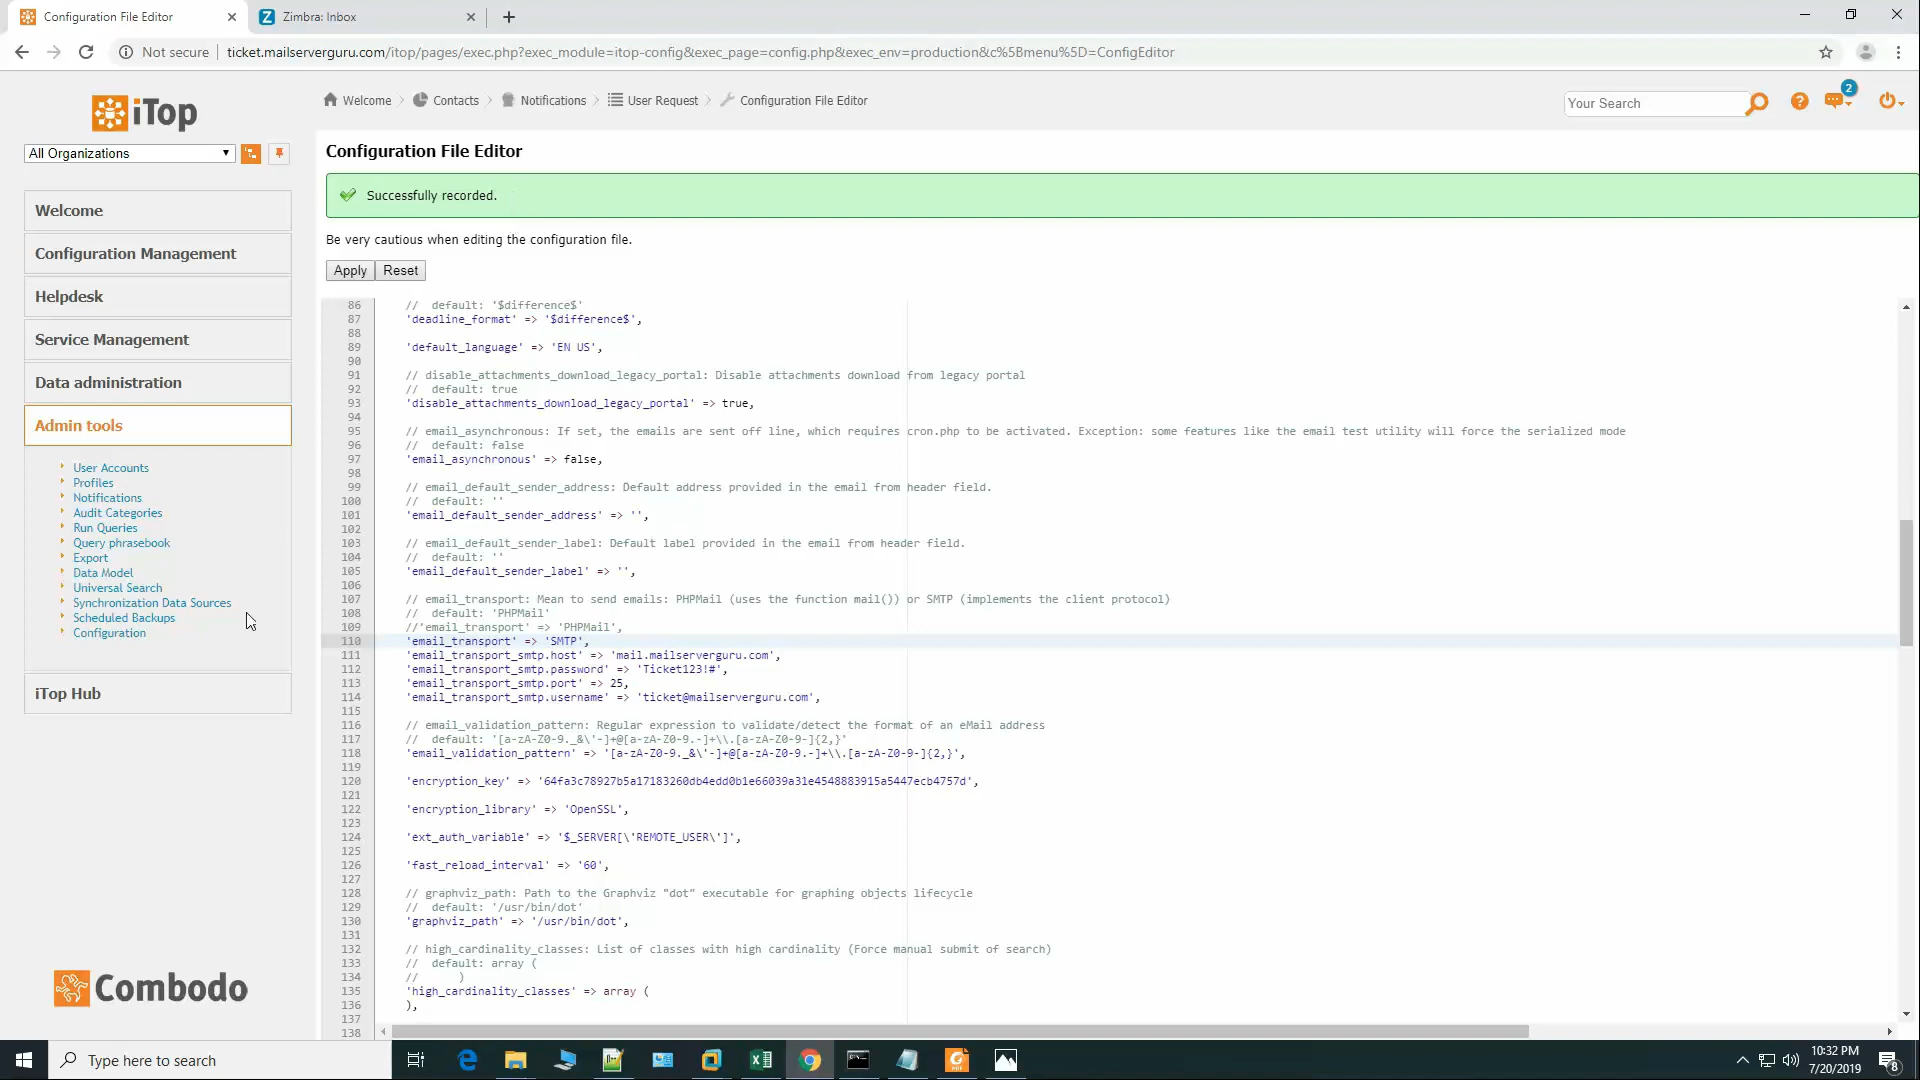 Configuration File Editor
Zimbra: Inbox
Not secure
ticket.mailserverguru.com/itop/pages/exec.php?exec_module=itop-config&exec_page=config.php&exec_env=production&c%5Bmenu%5D=ConfigEditor
iTop
All Organizations
Welcome
Configuration Management
Helpdesk
Service Management
Data administration
Admin tools
User Accounts
Profiles
Notifications
Audit Categories
Run Queries
Query phrasebook
Export
Data Model
Universal Search
Synchronization Data Sources
Scheduled Backups
Configuration
iTop Hub
Combodo
Welcome Contacts Notifications User Request Configuration File Editor
Your Search
2
Configuration File Editor
Successfully recorded.
Be very cautious when editing the configuration file.
Apply Reset
86 // default: '$difference$'
87 'deadline_format' => '$difference$',
88
89 'default_language' => 'EN US',
90
91 // disable_attachments_download_legacy_portal: Disable attachments download from legacy portal
92 // default: true
93 'disable_attachments_download_legacy_portal' => true,
94
95 // email_asynchronous: If set, the emails are sent off line, which requires cron.php to be activated. Exception: some features like the email test utility will force the serialized mode
96 // default: false
97 'email_asynchronous' => false,
98
99 // email_default_sender_address: Default address provided in the email from header field.
100 // default: ''
101 'email_default_sender_address' => '',
102
103 // email_default_sender_label: Default label provided in the email from header field.
104 // default: ''
105 'email_default_sender_label' => '',
106
107 // email_transport: Mean to send emails: PHPMail (uses the function mail()) or SMTP (implements the client protocol)
108 // default: 'PHPMail'
109 //'email_transport' => 'PHPMail',
110 'email_transport' => 'SMTP',
111 'email_transport_smtp.host' => 'mail.mailserverguru.com',
112 'email_transport_smtp.password' => 'Ticket123!#',
113 'email_transport_smtp.port' => 25,
114 'email_transport_smtp.username' => 'ticket@mailserverguru.com',
115
116 // email_validation_pattern: Regular expression to validate/detect the format of an eMail address
117 // default: '[a-zA-Z0-9._&\'-]+@[a-zA-Z0-9.-]+\\.[a-zA-Z0-9-]{2,}'
118 'email_validation_pattern' => '[a-zA-Z0-9._&\'-]+@[a-zA-Z0-9.-]+\\.[a-zA-Z0-9-]{2,}',
119
120 'encryption_key' => '64fa3c78927b5a17183260db4edd0b1e66039a31e4548883915a5447ecb4757d',
121
122 'encryption_library' => 'OpenSSL',
123
124 'ext_auth_variable' => '$_SERVER[\'REMOTE_USER\']',
125
126 'fast_reload_interval' => '60',
127
128 // graphviz_path: Path to the Graphviz "dot" executable for graphing objects lifecycle
129 // default: '/usr/bin/dot'
130 'graphviz_path' => '/usr/bin/dot',
131
132 // high_cardinality_classes: List of classes with high cardinality (Force manual submit of search)
133 // default: array (
134 // )
135 'high_cardinality_classes' => array (
136 ),
137
138
Type here to search
10:32 PM
7/20/2019
8